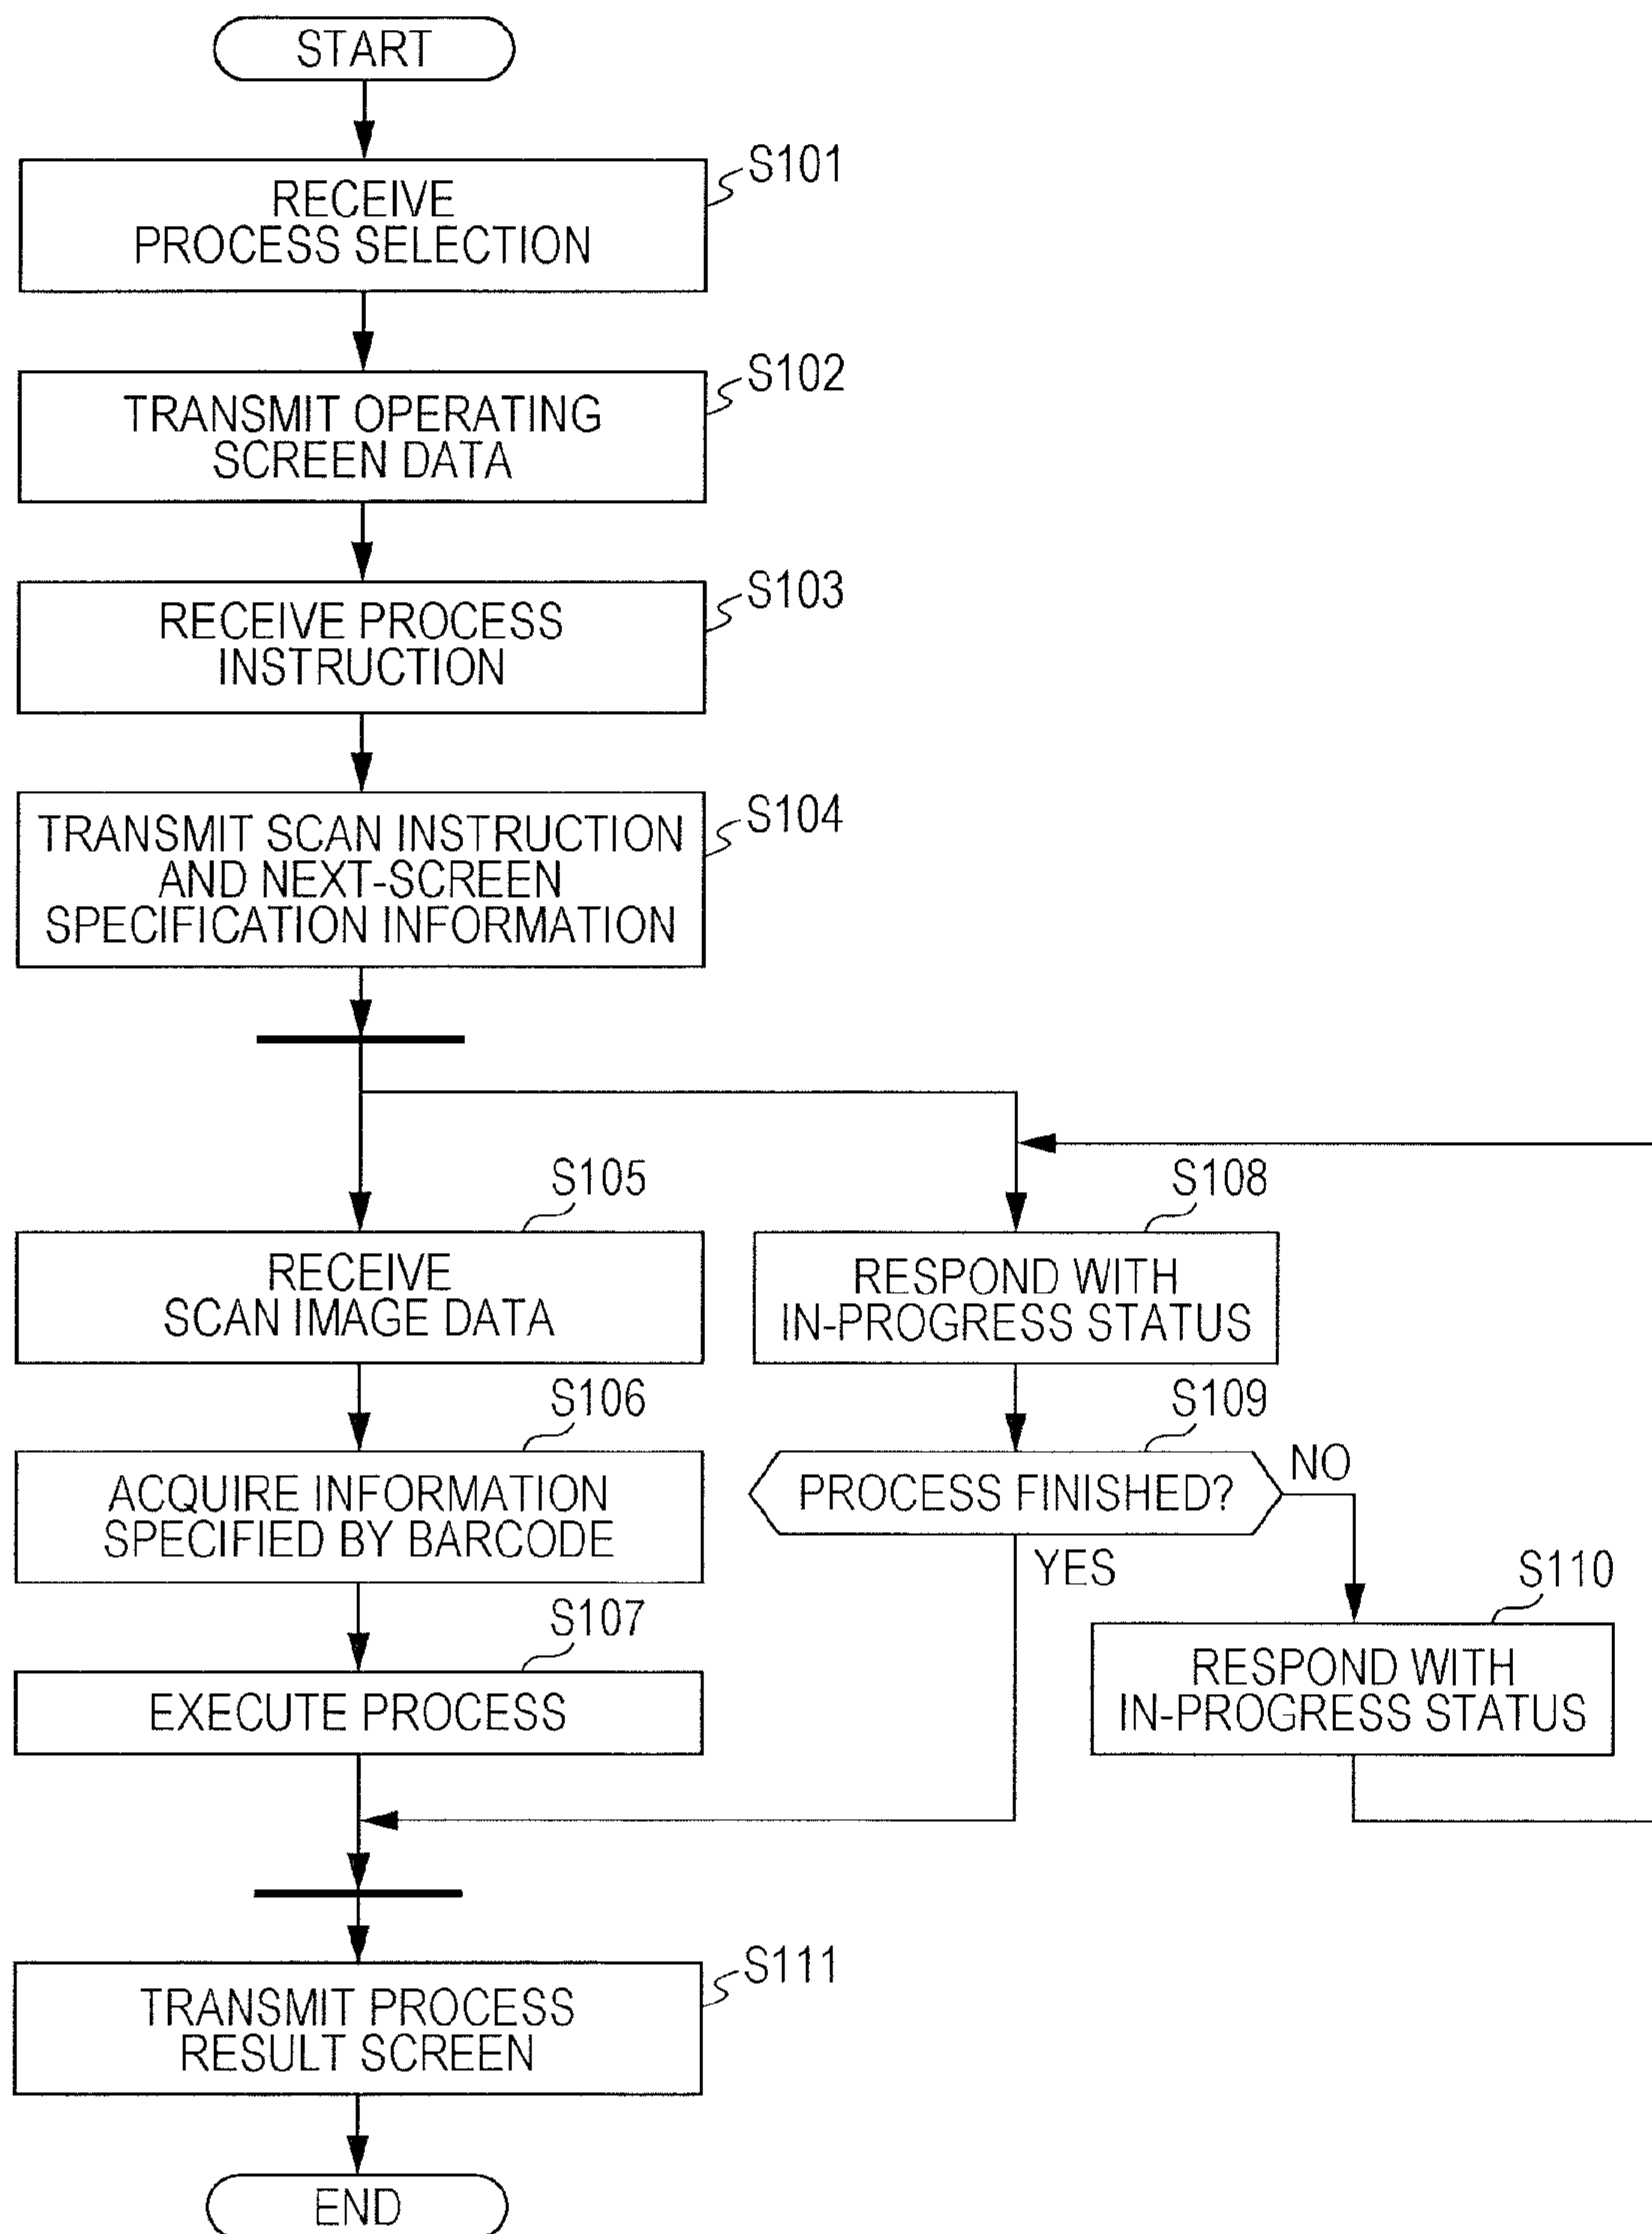 START
S101
RECEIVE
PROCESS SELECTION
S102
TRANSMIT OPERATING
SCREEN DATA
S103
RECEIVE PROCESS
INSTRUCTION
S104
TRANSMIT SCAN INSTRUCTION
AND NEXT-SCREEN
SPECIFICATION INFORMATION
S105
RECEIVE
SCAN IMAGE DATA
S106
ACQUIRE INFORMATION
SPECIFIED BY BARCODE
S107
EXECUTE PROCESS
S108
RESPOND WITH
IN-PROGRESS STATUS
S109
PROCESS FINISHED?
NO
YES
S110
RESPOND WITH
IN-PROGRESS STATUS
S111
TRANSMIT PROCESS
RESULT SCREEN
END